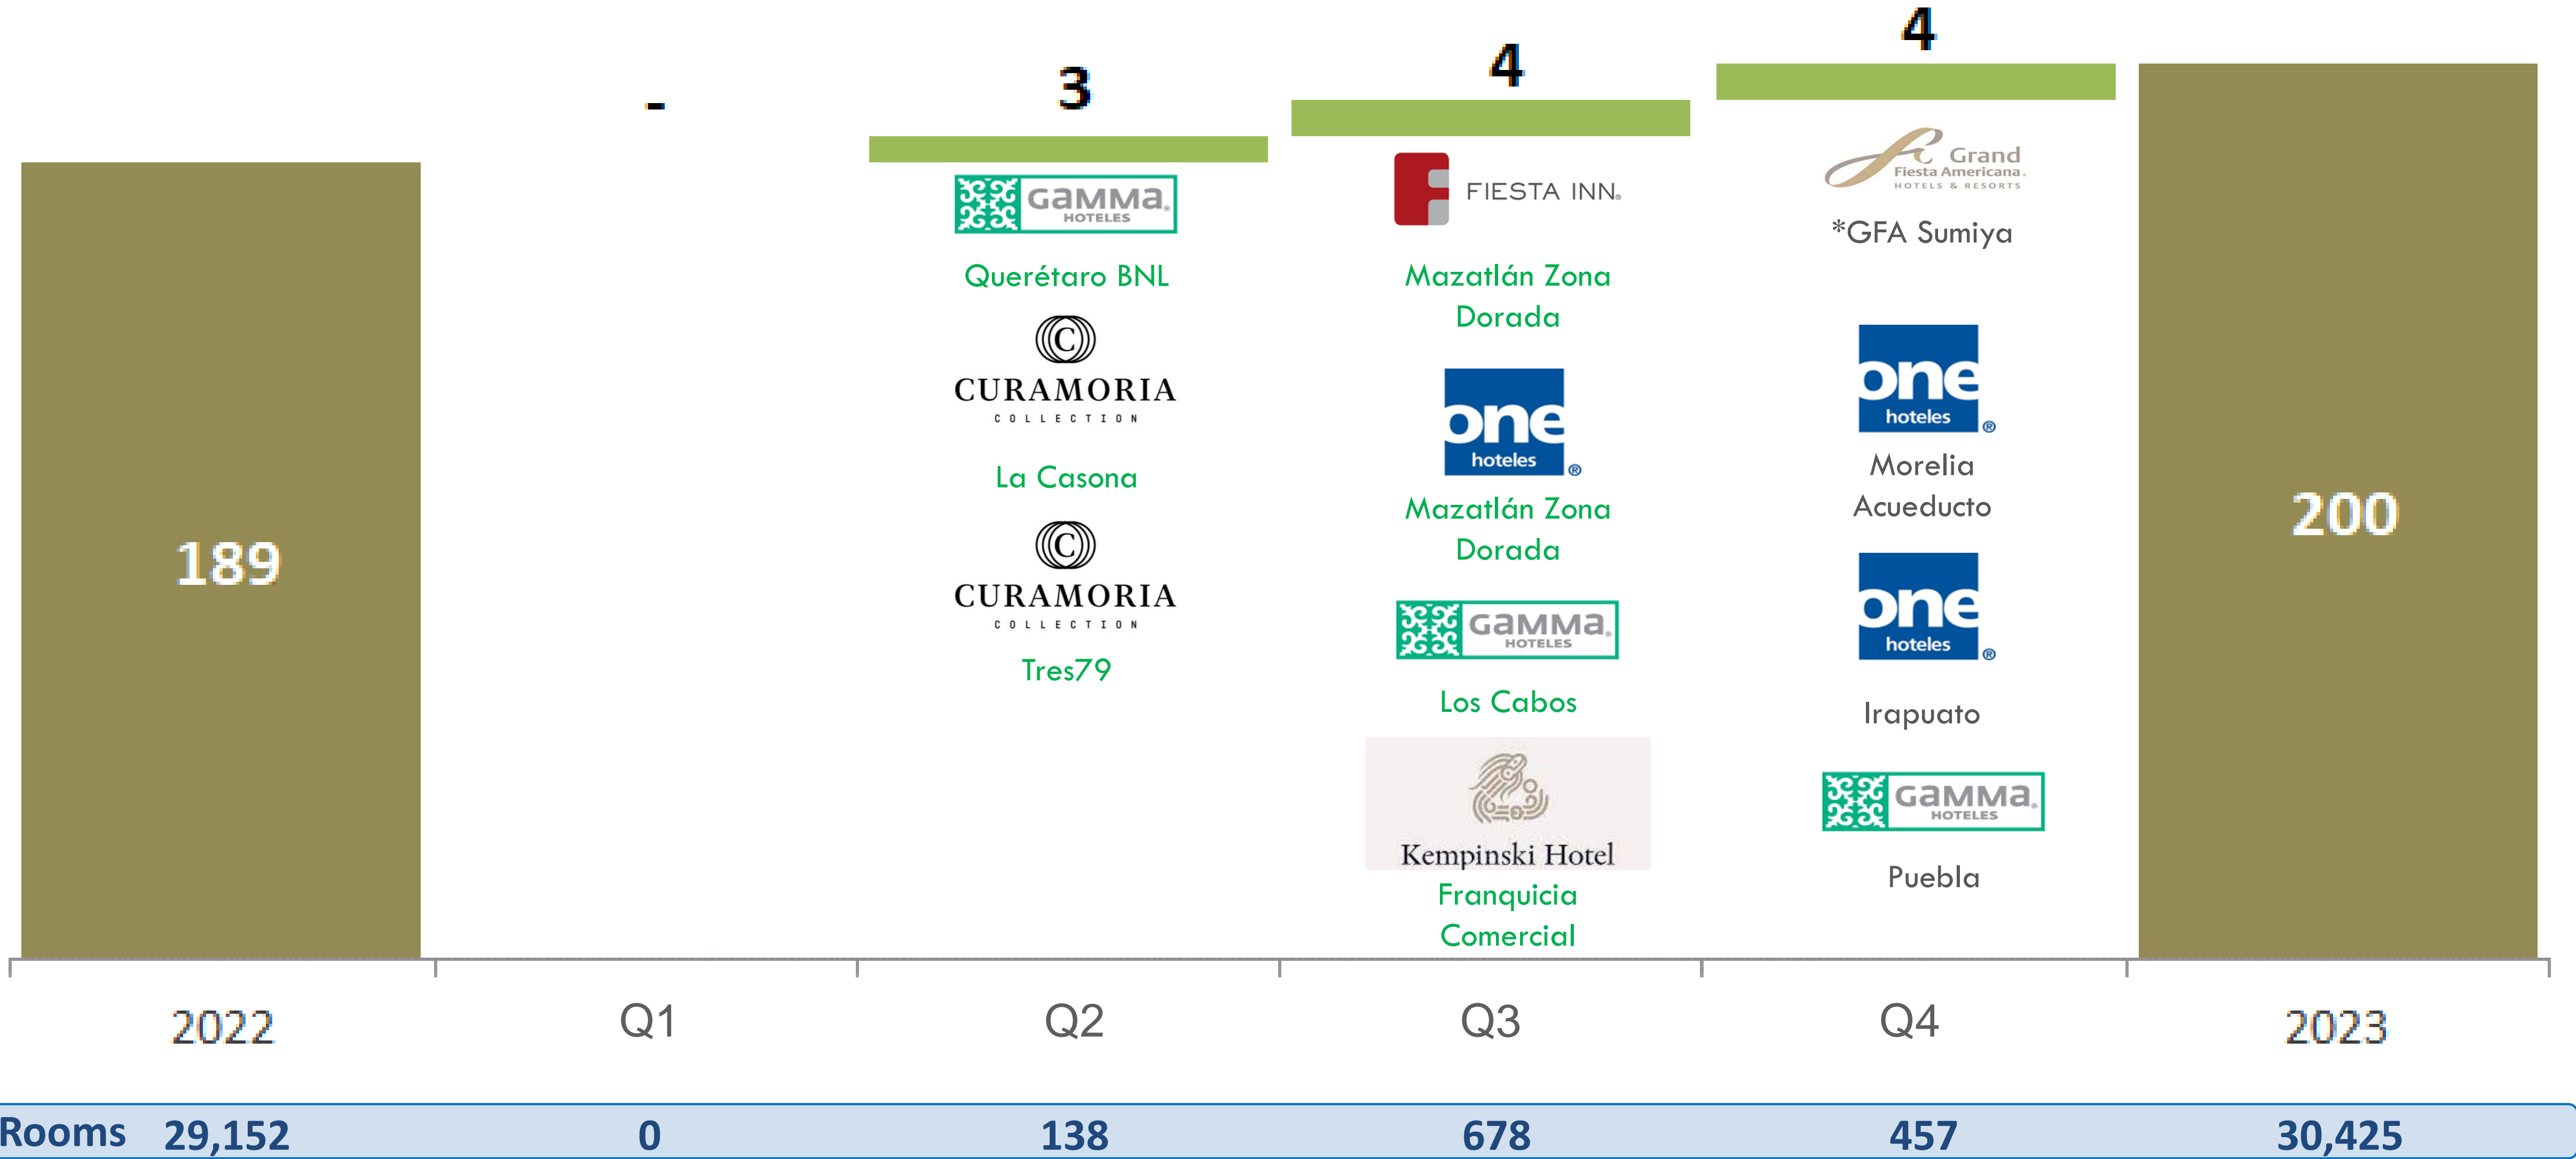 189
-
3
GAMMA® HOTELES
Querétaro BNL
C
CURAMORIA
COLLECTION
La Casona
C
CURAMORIA
COLLECTION
Tres79
4
FIESTA INN®
Mazatlán Zona
Dorada
one
hoteles ®
Mazatlán Zona
Dorada
GAMMA® HOTELES
Los Cabos
Kempinski Hotel
Franquicia
Comercial
4
Grand
Fiesta Americana®
HOTELS & RESORTS
*GFA Sumiya
one
hoteles ®
Morelia
Acueducto
one
hoteles ®
Irapuato
GAMMA® HOTELES
Puebla
200
2022 Q1 Q2 Q3 Q4 2023
Rooms 29,152 0 138 678 457 30,425